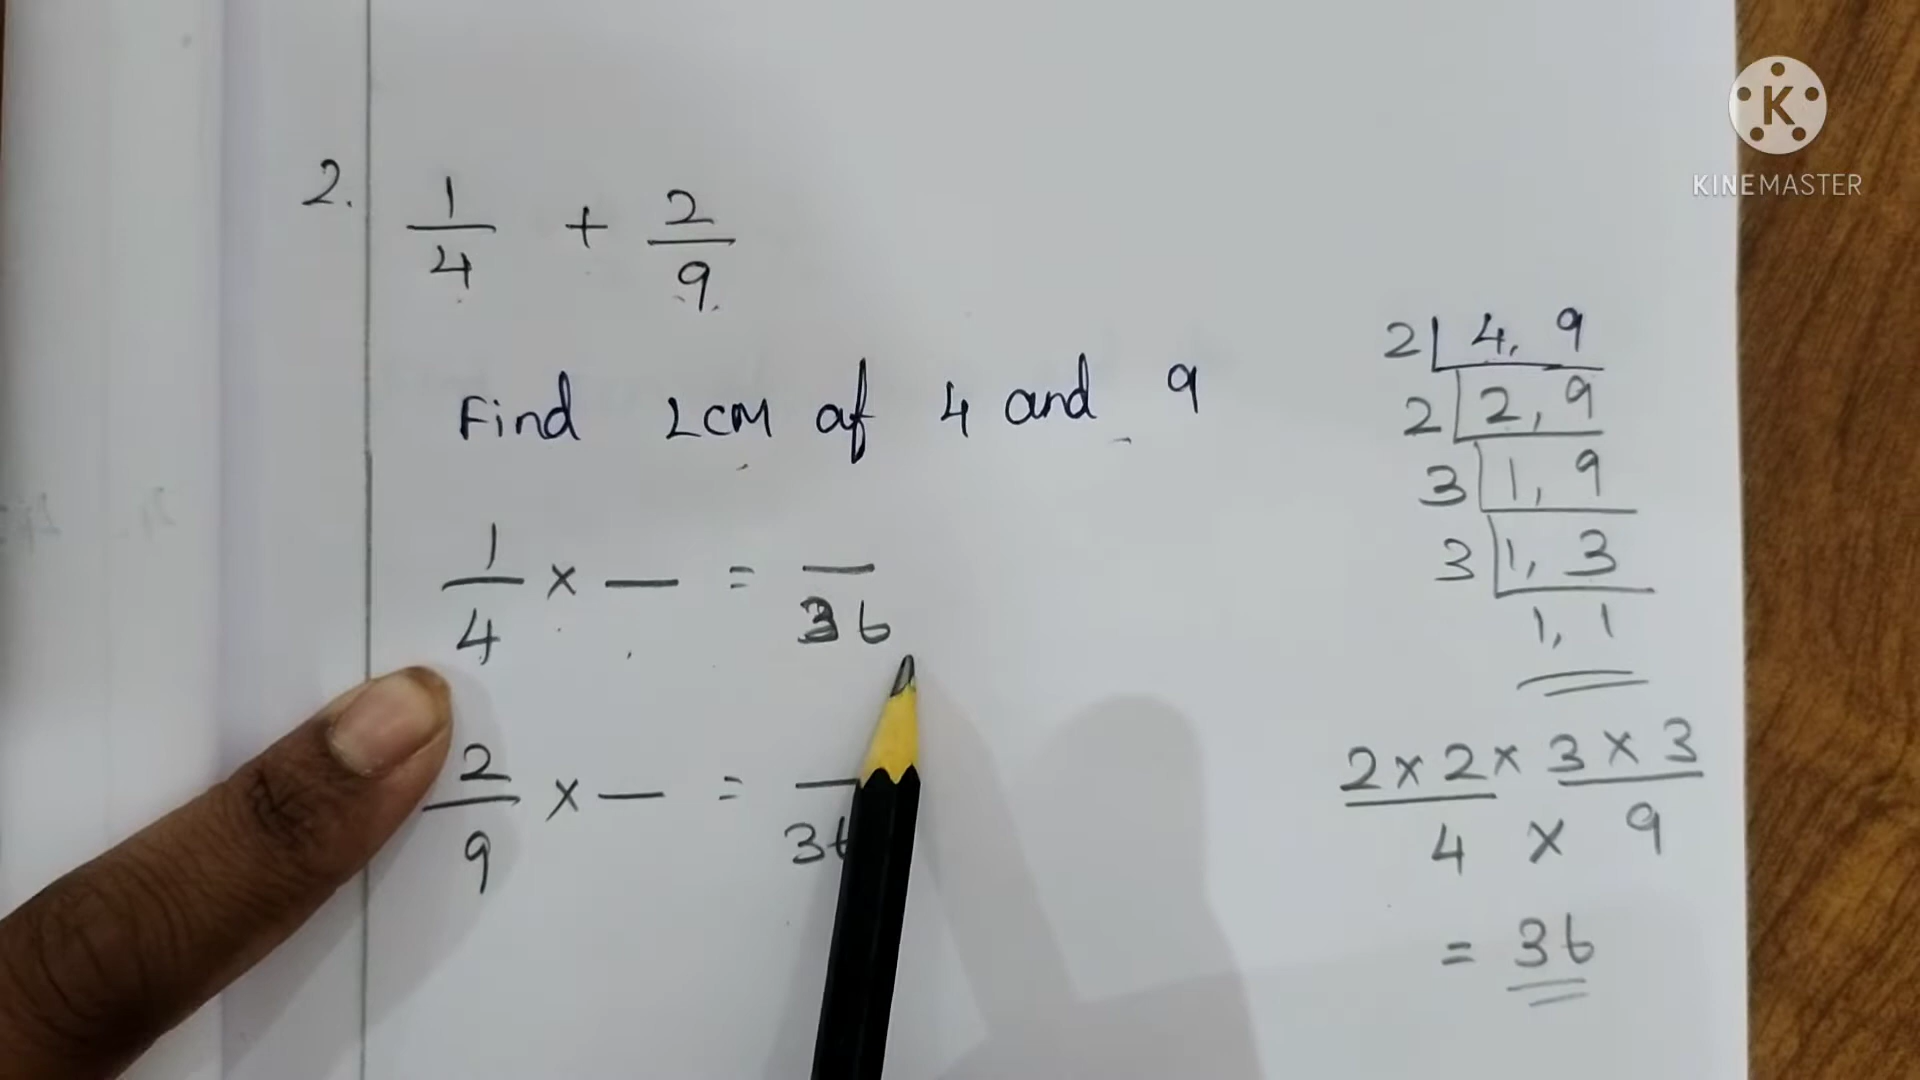 2. 1/4 + 2/9
Find LCM of 4 and 9
1/4 × — = —/36
2/9 × — = —/36
2 | 4, 9
2 | 2, 9
3 | 1, 9
3 | 1, 3
1, 1
2 × 2 × 3 × 3
4 × 9
= 36
KINEMASTER